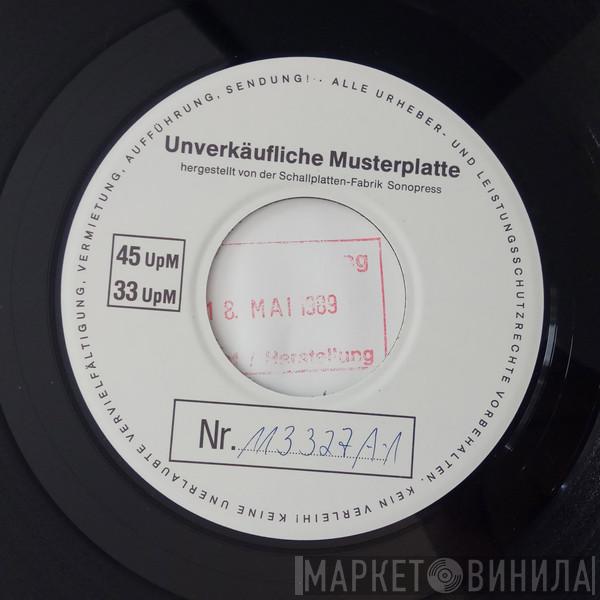 ALLE URHEBER- UND LEISTUNGSSCHUTZRECHTE VORBEHALTEN. KEIN VERLEIH! KEINE UNERLAUBTE VERVIELFÄLTIGUNG, VERMIETUNG, AUFFÜHRUNG, SENDUNG!
Unverkäufliche Musterplatte
hergestellt von der Schallplatten-Fabrik Sonopress
45 UpM
33 UpM
18. MAI 1989
/ Herstellung
Nr. 113327/A-1
МАРКЕТ ВИНИЛА